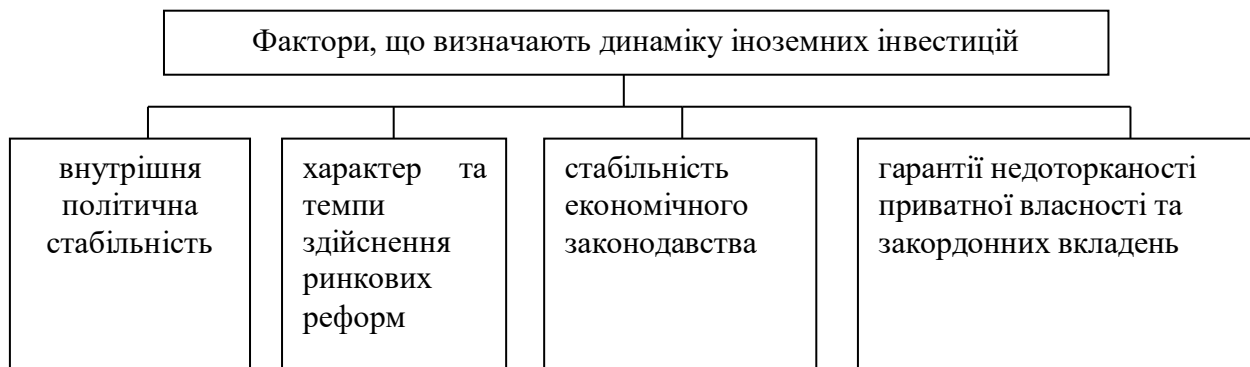 Фактори, що визначають динаміку іноземних інвестицій
внутрішня
політична
стабільність
характер та
темпи
здійснення
ринкових
реформ
стабільність
економічного
законодавства
гарантії недоторканості
приватної власності та
закордонних вкладень